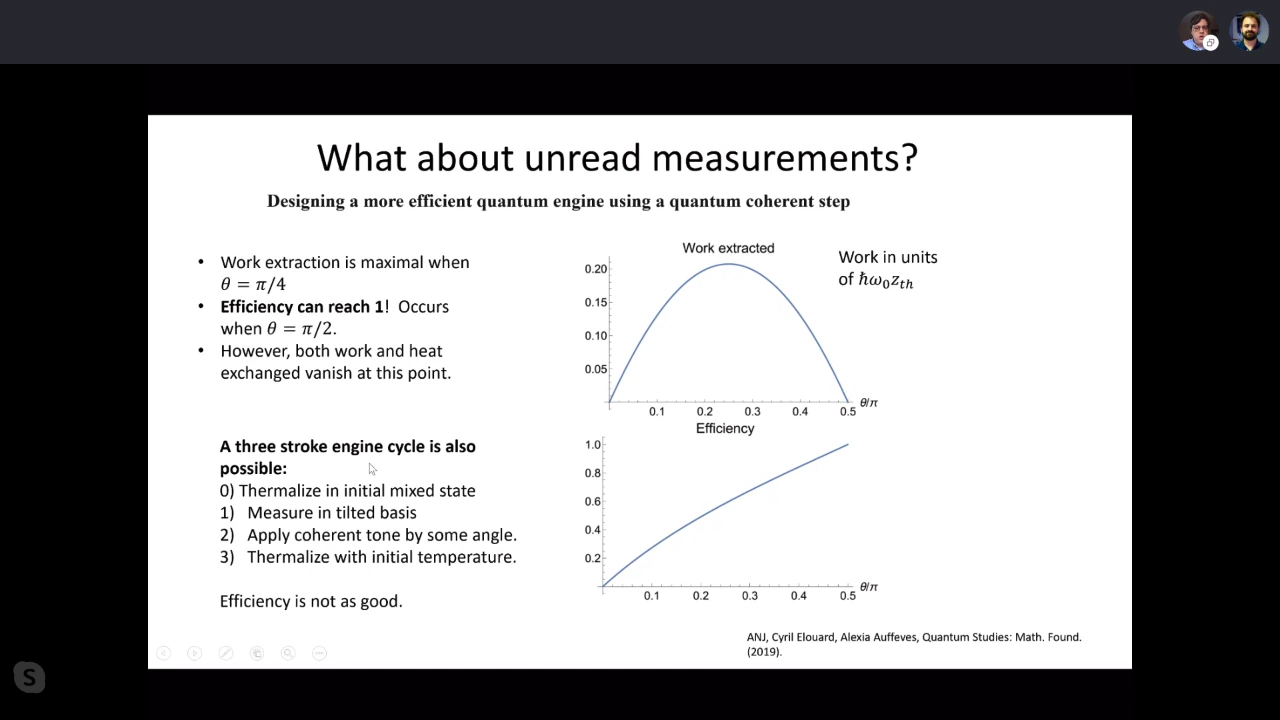 What about unread measurements?
Designing a more efficient quantum engine using a quantum coherent step
• Work extraction is maximal when
θ = π/4
• Efficiency can reach 1! Occurs
when θ = π/2.
• However, both work and heat
exchanged vanish at this point.
A three stroke engine cycle is also
possible:
0) Thermalize in initial mixed state
1) Measure in tilted basis
2) Apply coherent tone by some angle.
3) Thermalize with initial temperature.
Efficiency is not as good.
Work extracted
0.20
0.15
0.10
0.05
0.1 0.2 0.3 0.4 0.5 θ/π
Work in units
of ℏω₀zₜₕ
Efficiency
1.0
0.8
0.6
0.4
0.2
0.1 0.2 0.3 0.4 0.5 θ/π
ANJ, Cyril Elouard, Alexia Auffeves, Quantum Studies: Math. Found.
(2019).
S